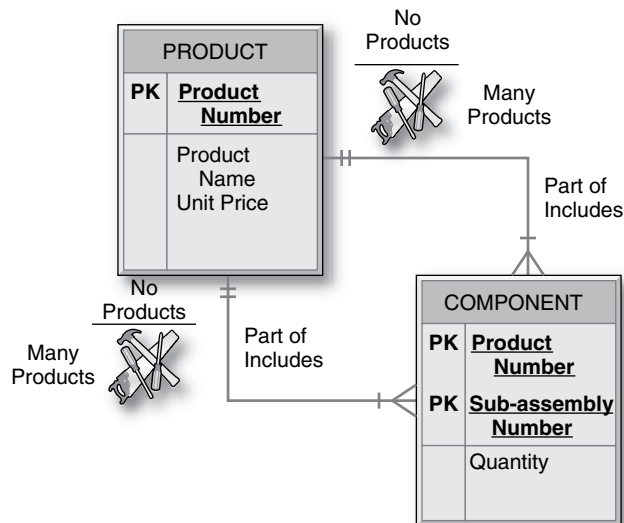 No
Products
Many
Products
PRODUCT
PK Product
Number
Product
Name
Unit Price
Part of
Includes
No
Products
Many
Products
Part of
Includes
COMPONENT
PK Product
Number
PK Sub-assembly
Number
Quantity